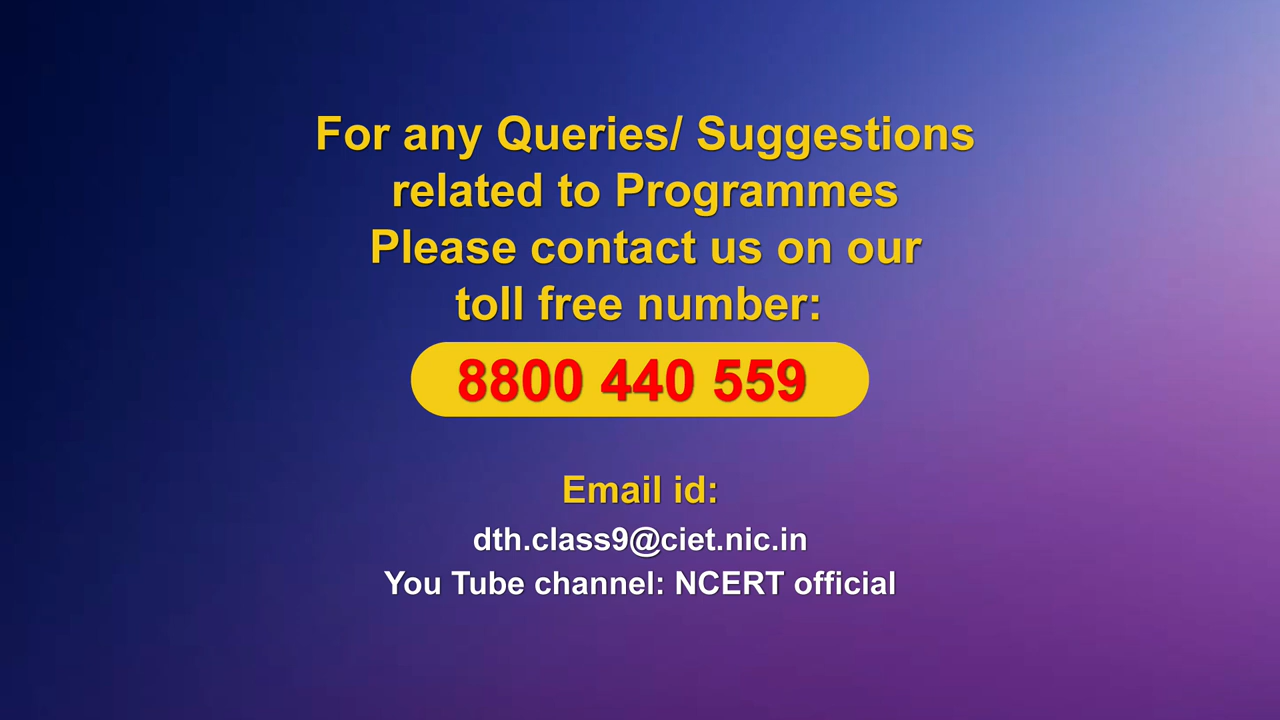 For any Queries/ Suggestions
related to Programmes
Please contact us on our
toll free number:
8800 440 559
Email id:
dth.class9@ciet.nic.in
You Tube channel: NCERT official